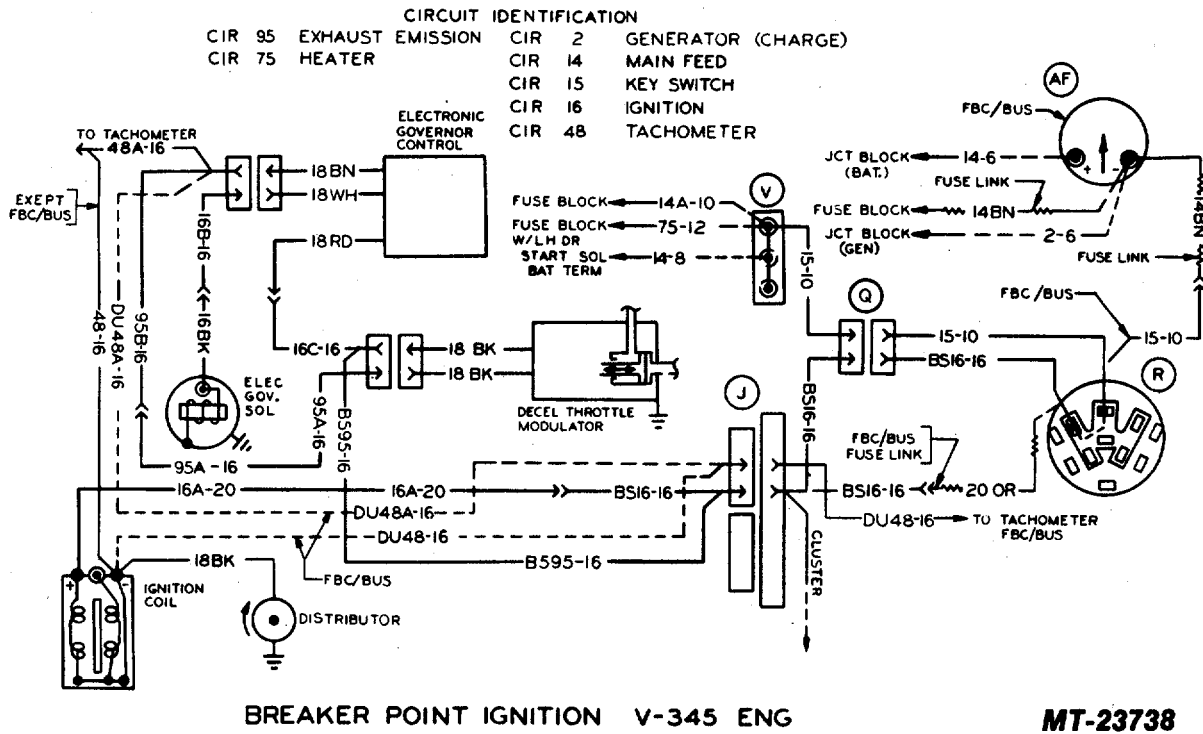 CIRCUIT IDENTIFICATION
CIR 95 EXHAUST EMISSION
CIR 75 HEATER
CIR 2 GENERATOR (CHARGE)
CIR 14 MAIN FEED
CIR 15 KEY SWITCH
CIR 16 IGNITION
CIR 48 TACHOMETER
TO TACHOMETER
48A-16
EXEPT
FBC/BUS
ELECTRONIC
GOVERNOR
CONTROL
18BN
18WH
18RD
16B-16
16BK
DU48A-16
95B-16
48-16
ELEC
GOV.
SOL
95A-16
16C-16
95A-16
B595-16
18 BK
18 BK
DECEL THROTTLE
MODULATOR
FUSE BLOCK
14A-10
FUSE BLOCK
W/LH DR
75-12
START SOL
BAT TERM
14-8
V
15-10
Q
AF
FBC/BUS
JCT BLOCK
(BAT.)
14-6
+
-
FUSE LINK
FUSE BLOCK
14BN
JCT BLOCK
(GEN)
2-6
14BN
FUSE LINK
FBC/BUS
15-10
15-10
BS16-16
R
J
BS16-16
FBC/BUS
FUSE LINK
16A-20
16A-20
BS16-16
BS16-16
20 OR
DU48A-16
DU48-16
DU48-16
TO TACHOMETER
FBC/BUS
B595-16
CLUSTER
FBC/BUS
18BK
+
-
IGNITION
COIL
DISTRIBUTOR
BREAKER POINT IGNITION V-345 ENG
MT-23738